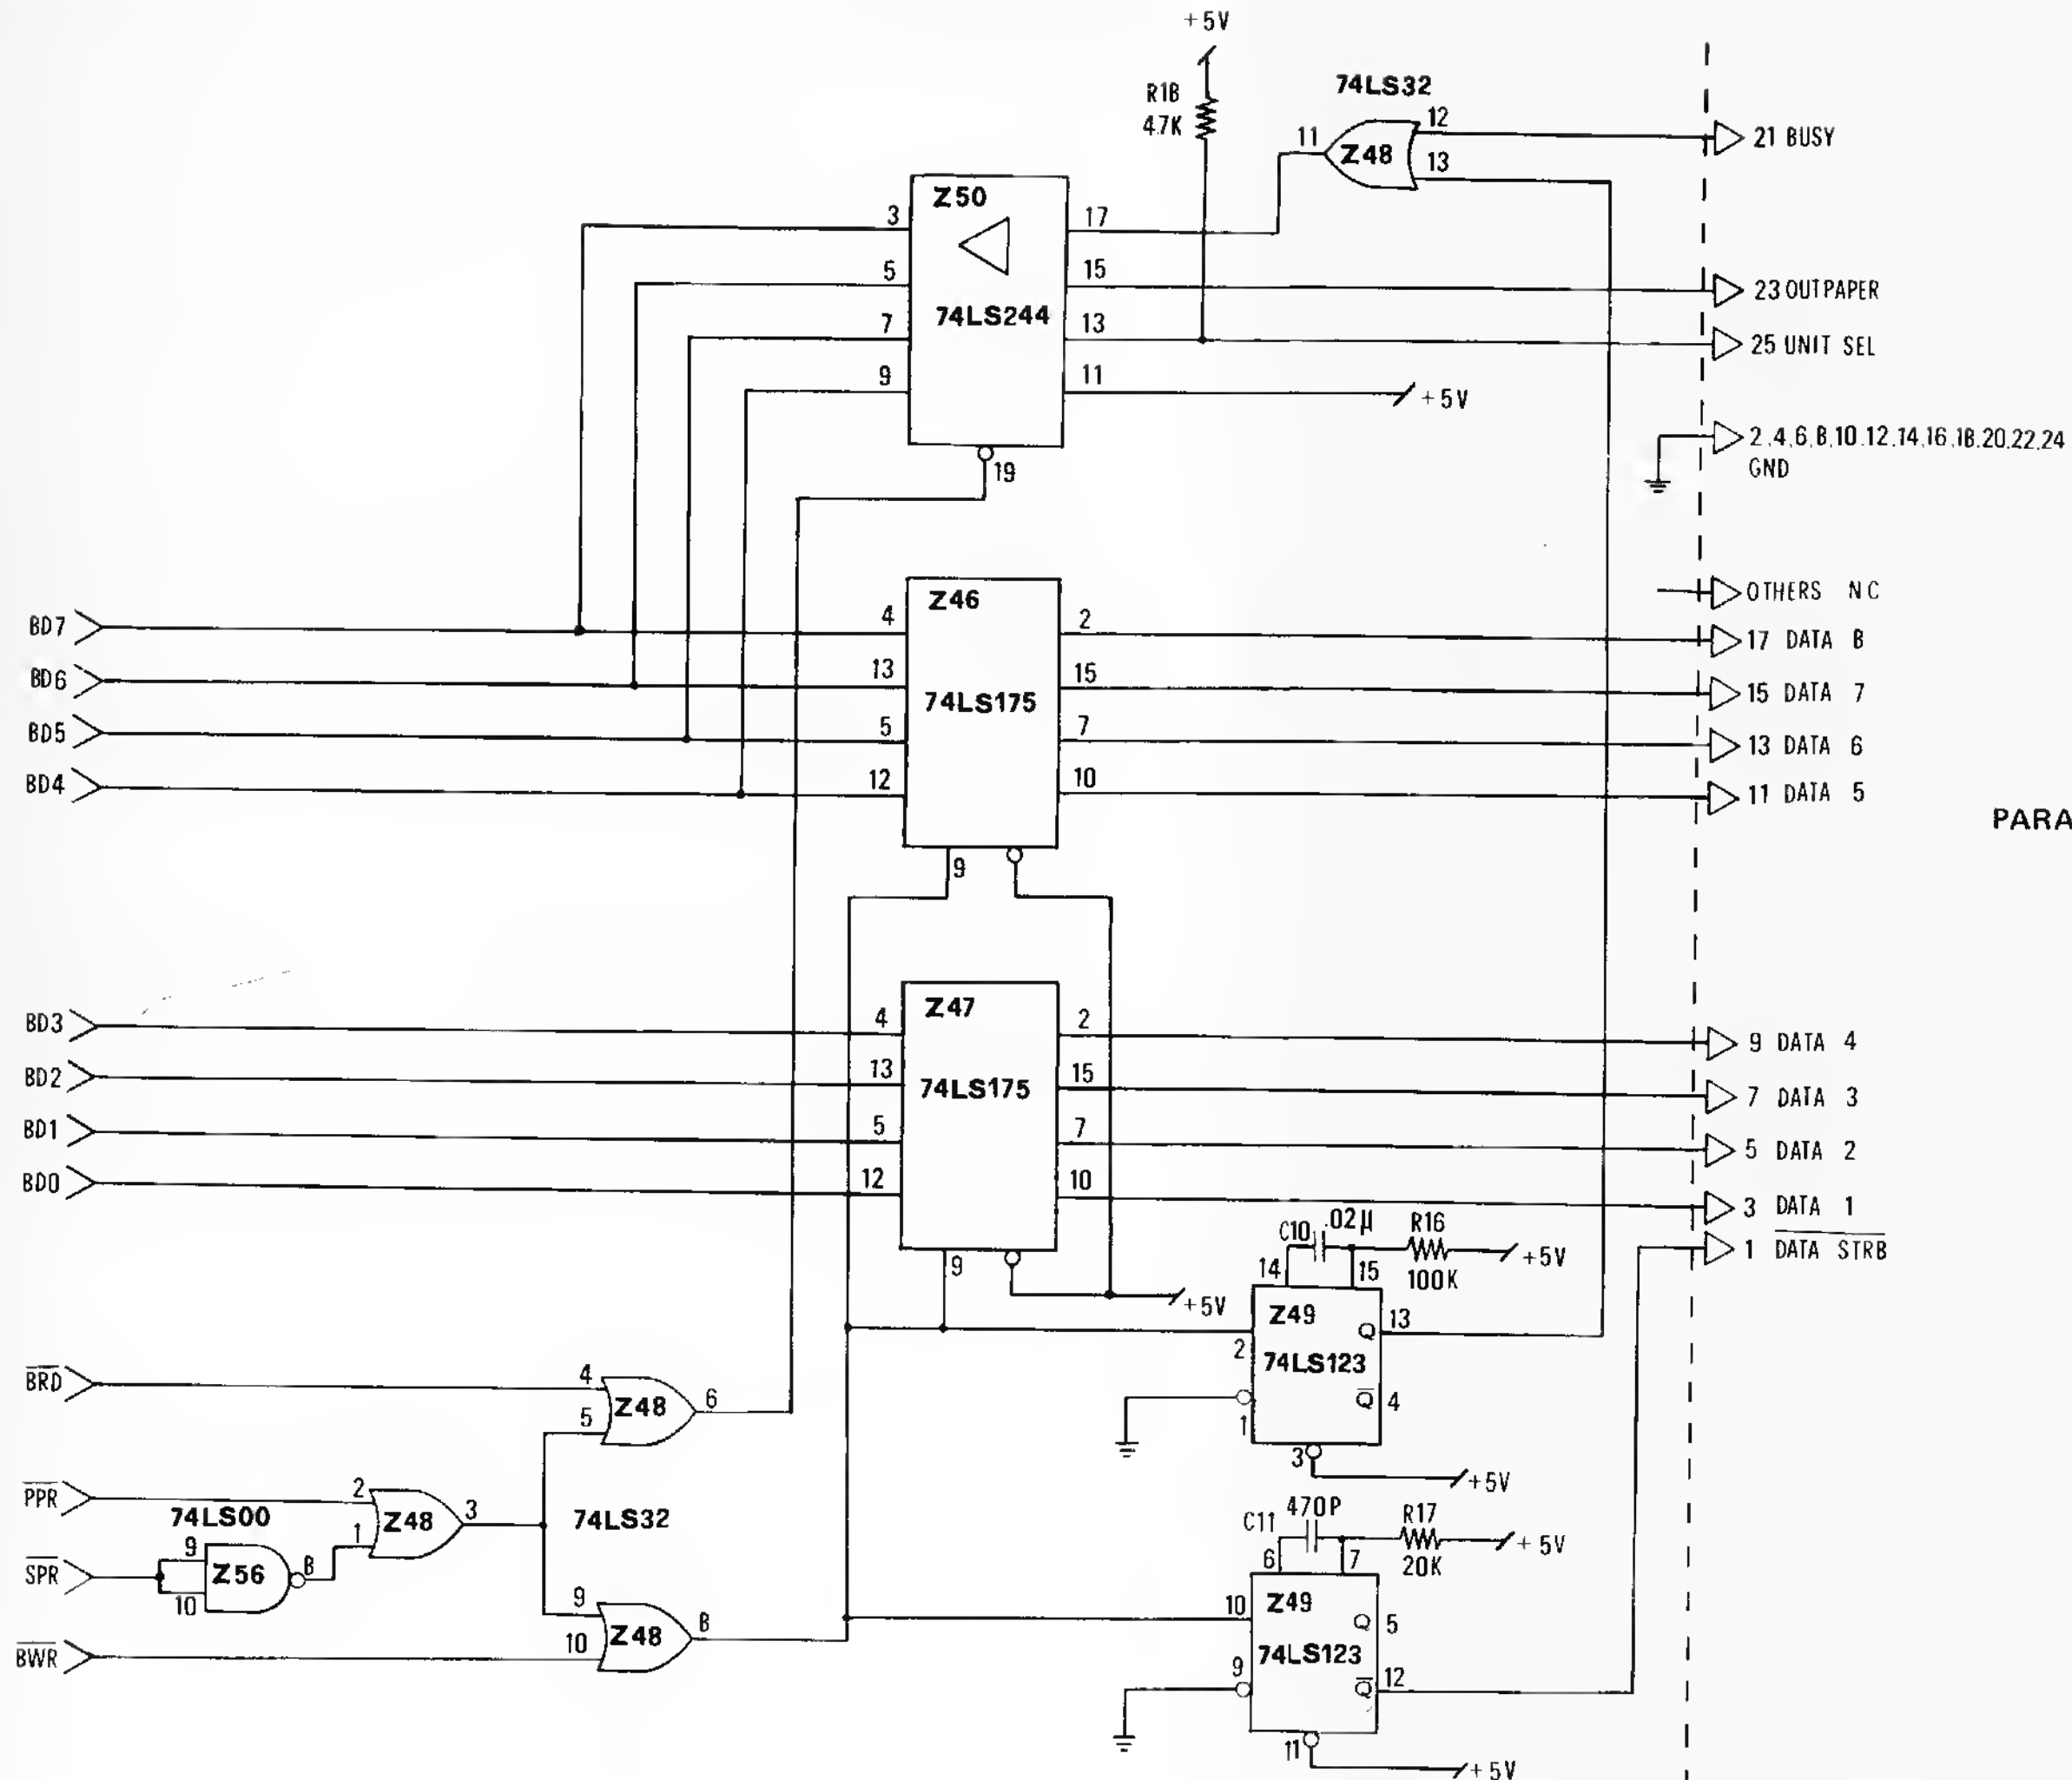 +5V
R18
4.7K
74LS32
11
Z48
12
13
21 BUSY
Z50
3
17
5
15
23 OUTPAPER
74LS244
7
13
25 UNIT SEL
9
11
+5V
19
2,4,6,8,10,12,14,16,18,20,22,24
GND
OTHERS NC
BD7
4
Z46
2
17 DATA 8
BD6
13
15
15 DATA 7
74LS175
BD5
5
7
13 DATA 6
BD4
12
10
11 DATA 5
PARA
9
BD3
4
Z47
2
9 DATA 4
BD2
13
15
7 DATA 3
74LS175
BD1
5
7
5 DATA 2
BD0
12
10
3 DATA 1
9
+5V
C10
.02μ
R16
100K
+5V
1 D̅A̅T̅A̅ S̅T̅R̅B̅
14
15
Z49
2
Q
13
74LS123
Q̅
4
1
3
+5V
B̅R̅D̅
4
5
Z48
6
P̅P̅R̅
2
74LS00
1
Z48
3
74LS32
S̅P̅R̅
9
10
Z56
8
B̅W̅R̅
9
10
Z48
8
C11
470P
R17
20K
+5V
6
7
10
Z49
Q
5
74LS123
9
Q̅
12
11
+5V